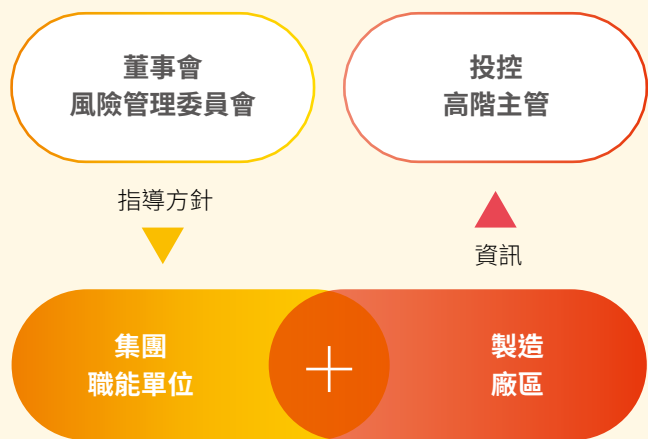 董事會
風險管理委員會
投控
高階主管
指導方針
資訊
集團
職能單位
+
製造
廠區